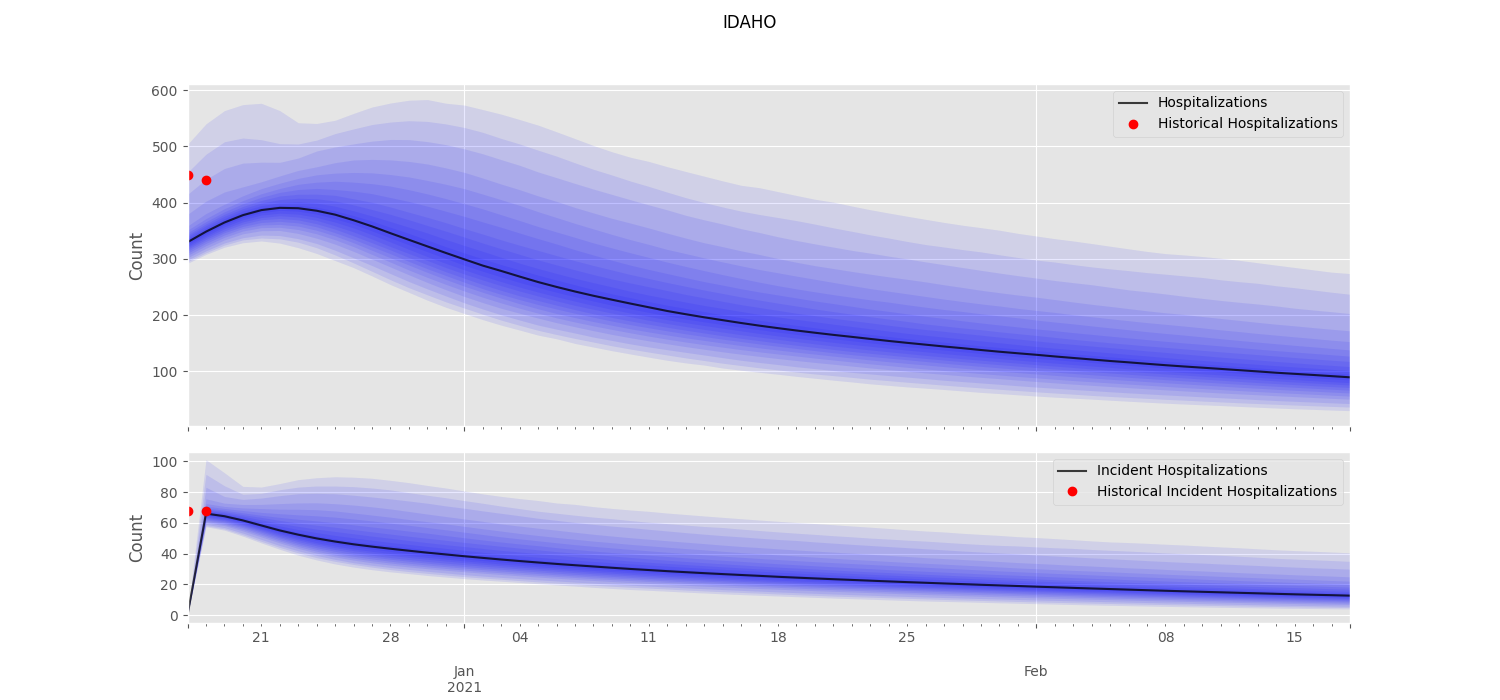 IDAHO
600
500
400
300
200
100
Count
Hospitalizations
Historical Hospitalizations
100
80
60
40
20
0
Count
Incident Hospitalizations
Historical Incident Hospitalizations
21 28 04 11 18 25 08 15
Jan Feb
2021